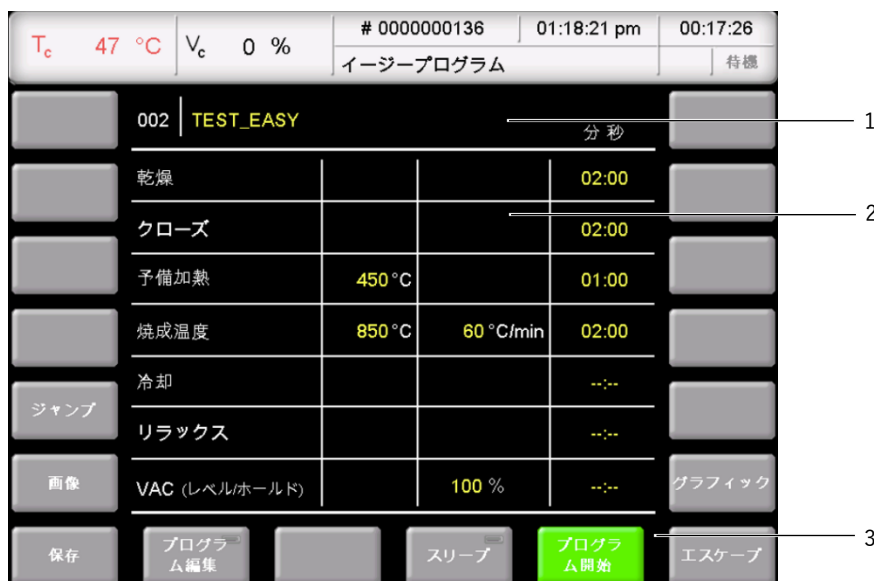 Tc 47 °C
Vc 0 %
# 0000000136
01:18:21 pm
00:17:26
イージープログラム
待機
002 TEST_EASY
分 秒
1
乾燥 02:00
クローズ 02:00
2
予備加熱 450 °C 01:00
焼成温度 850 °C 60 °C/min 02:00
冷却 --:--
ジャンプ
リラックス --:--
画像
VAC (レベル/ホールド) 100 % --:--
グラフィック
保存
プログラム編集
スリープ
プログラム開始
エスケープ
3